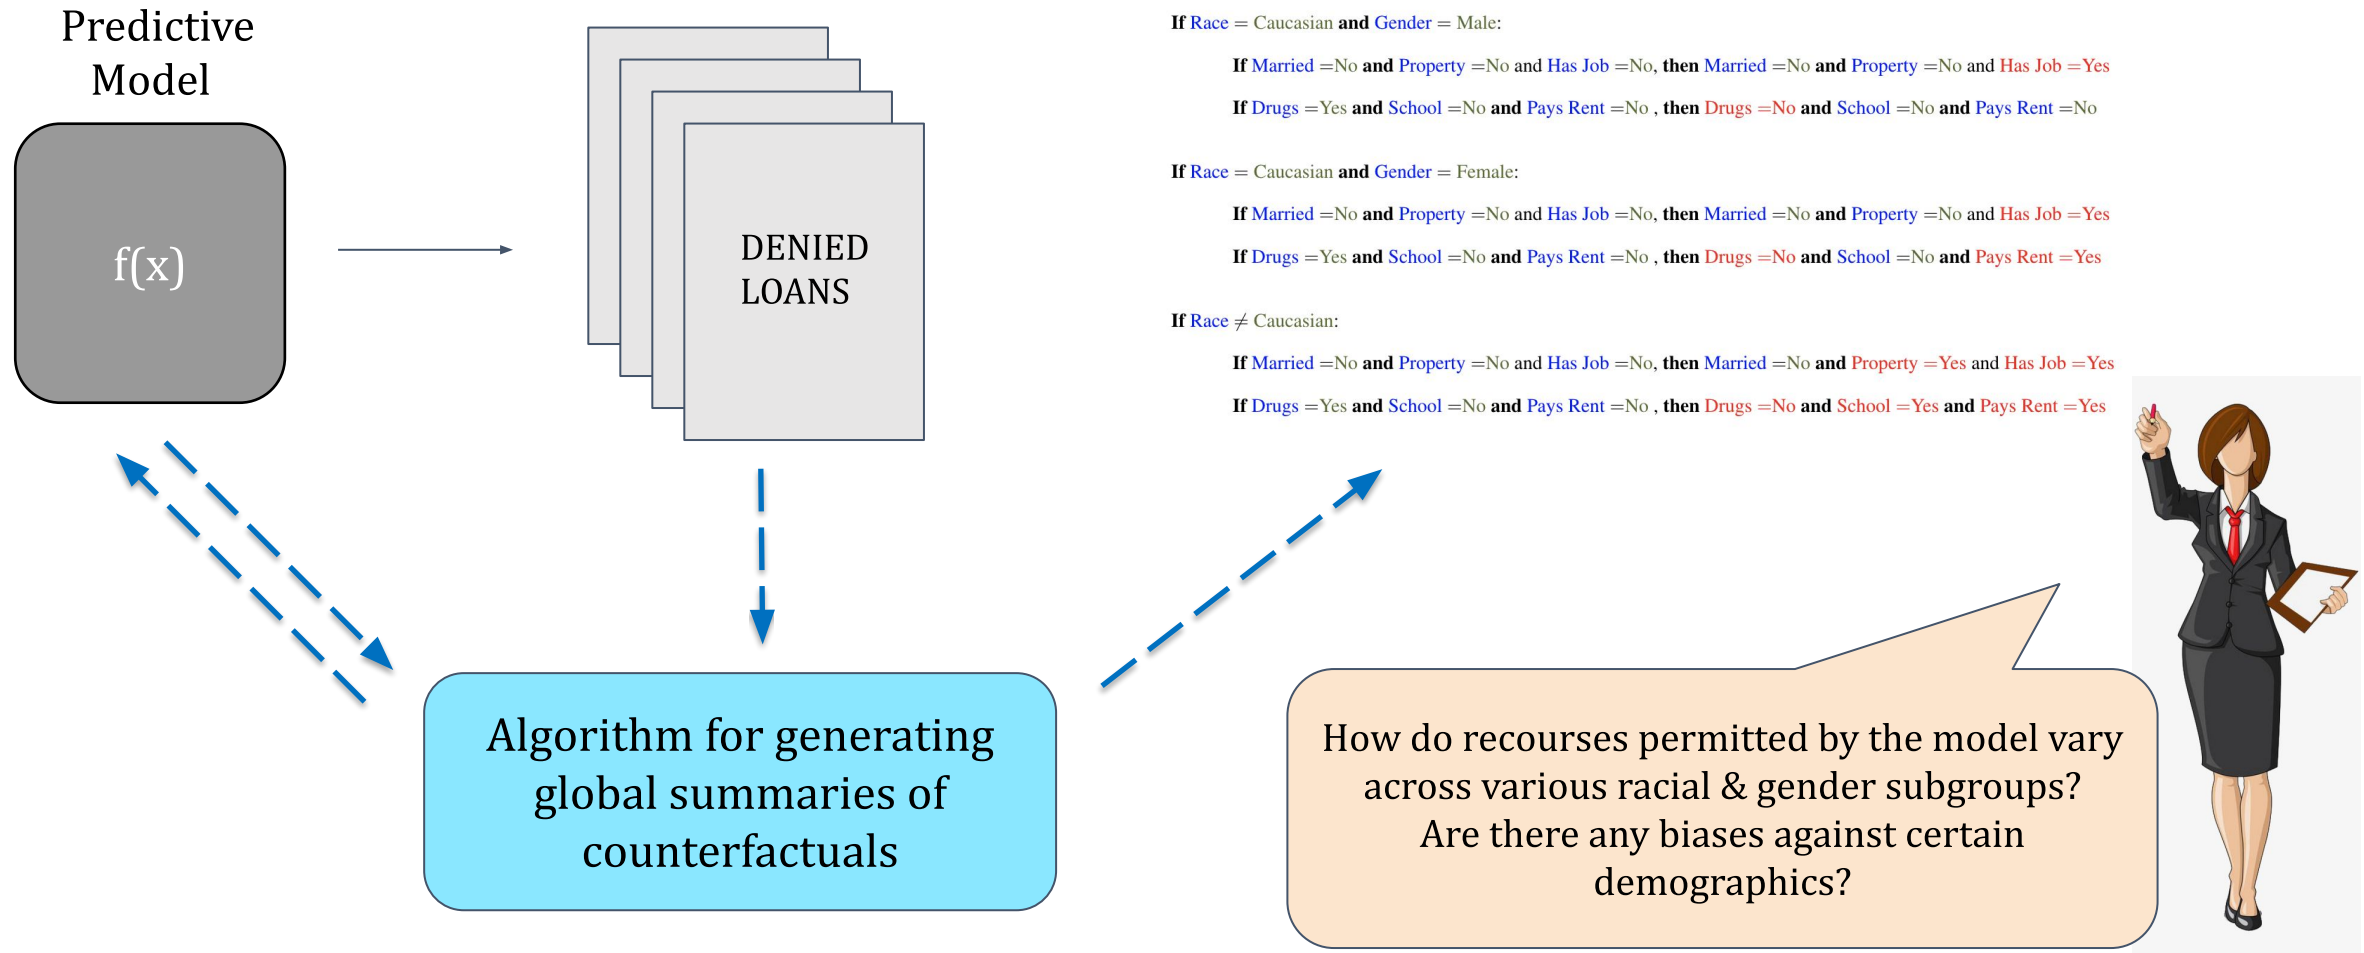 Predictive
Model
f(x)
DENIED
LOANS
If Race = Caucasian and Gender = Male:
If Married =No and Property =No and Has Job =No, then Married =No and Property =No and Has Job =Yes
If Drugs =Yes and School =No and Pays Rent =No , then Drugs =No and School =No and Pays Rent =No
If Race = Caucasian and Gender = Female:
If Married =No and Property =No and Has Job =No, then Married =No and Property =No and Has Job =Yes
If Drugs =Yes and School =No and Pays Rent =No , then Drugs =No and School =No and Pays Rent =Yes
If Race ≠ Caucasian:
If Married =No and Property =No and Has Job =No, then Married =No and Property =Yes and Has Job =Yes
If Drugs =Yes and School =No and Pays Rent =No , then Drugs =No and School =Yes and Pays Rent =Yes
Algorithm for generating
global summaries of
counterfactuals
How do recourses permitted by the model vary
across various racial & gender subgroups?
Are there any biases against certain
demographics?